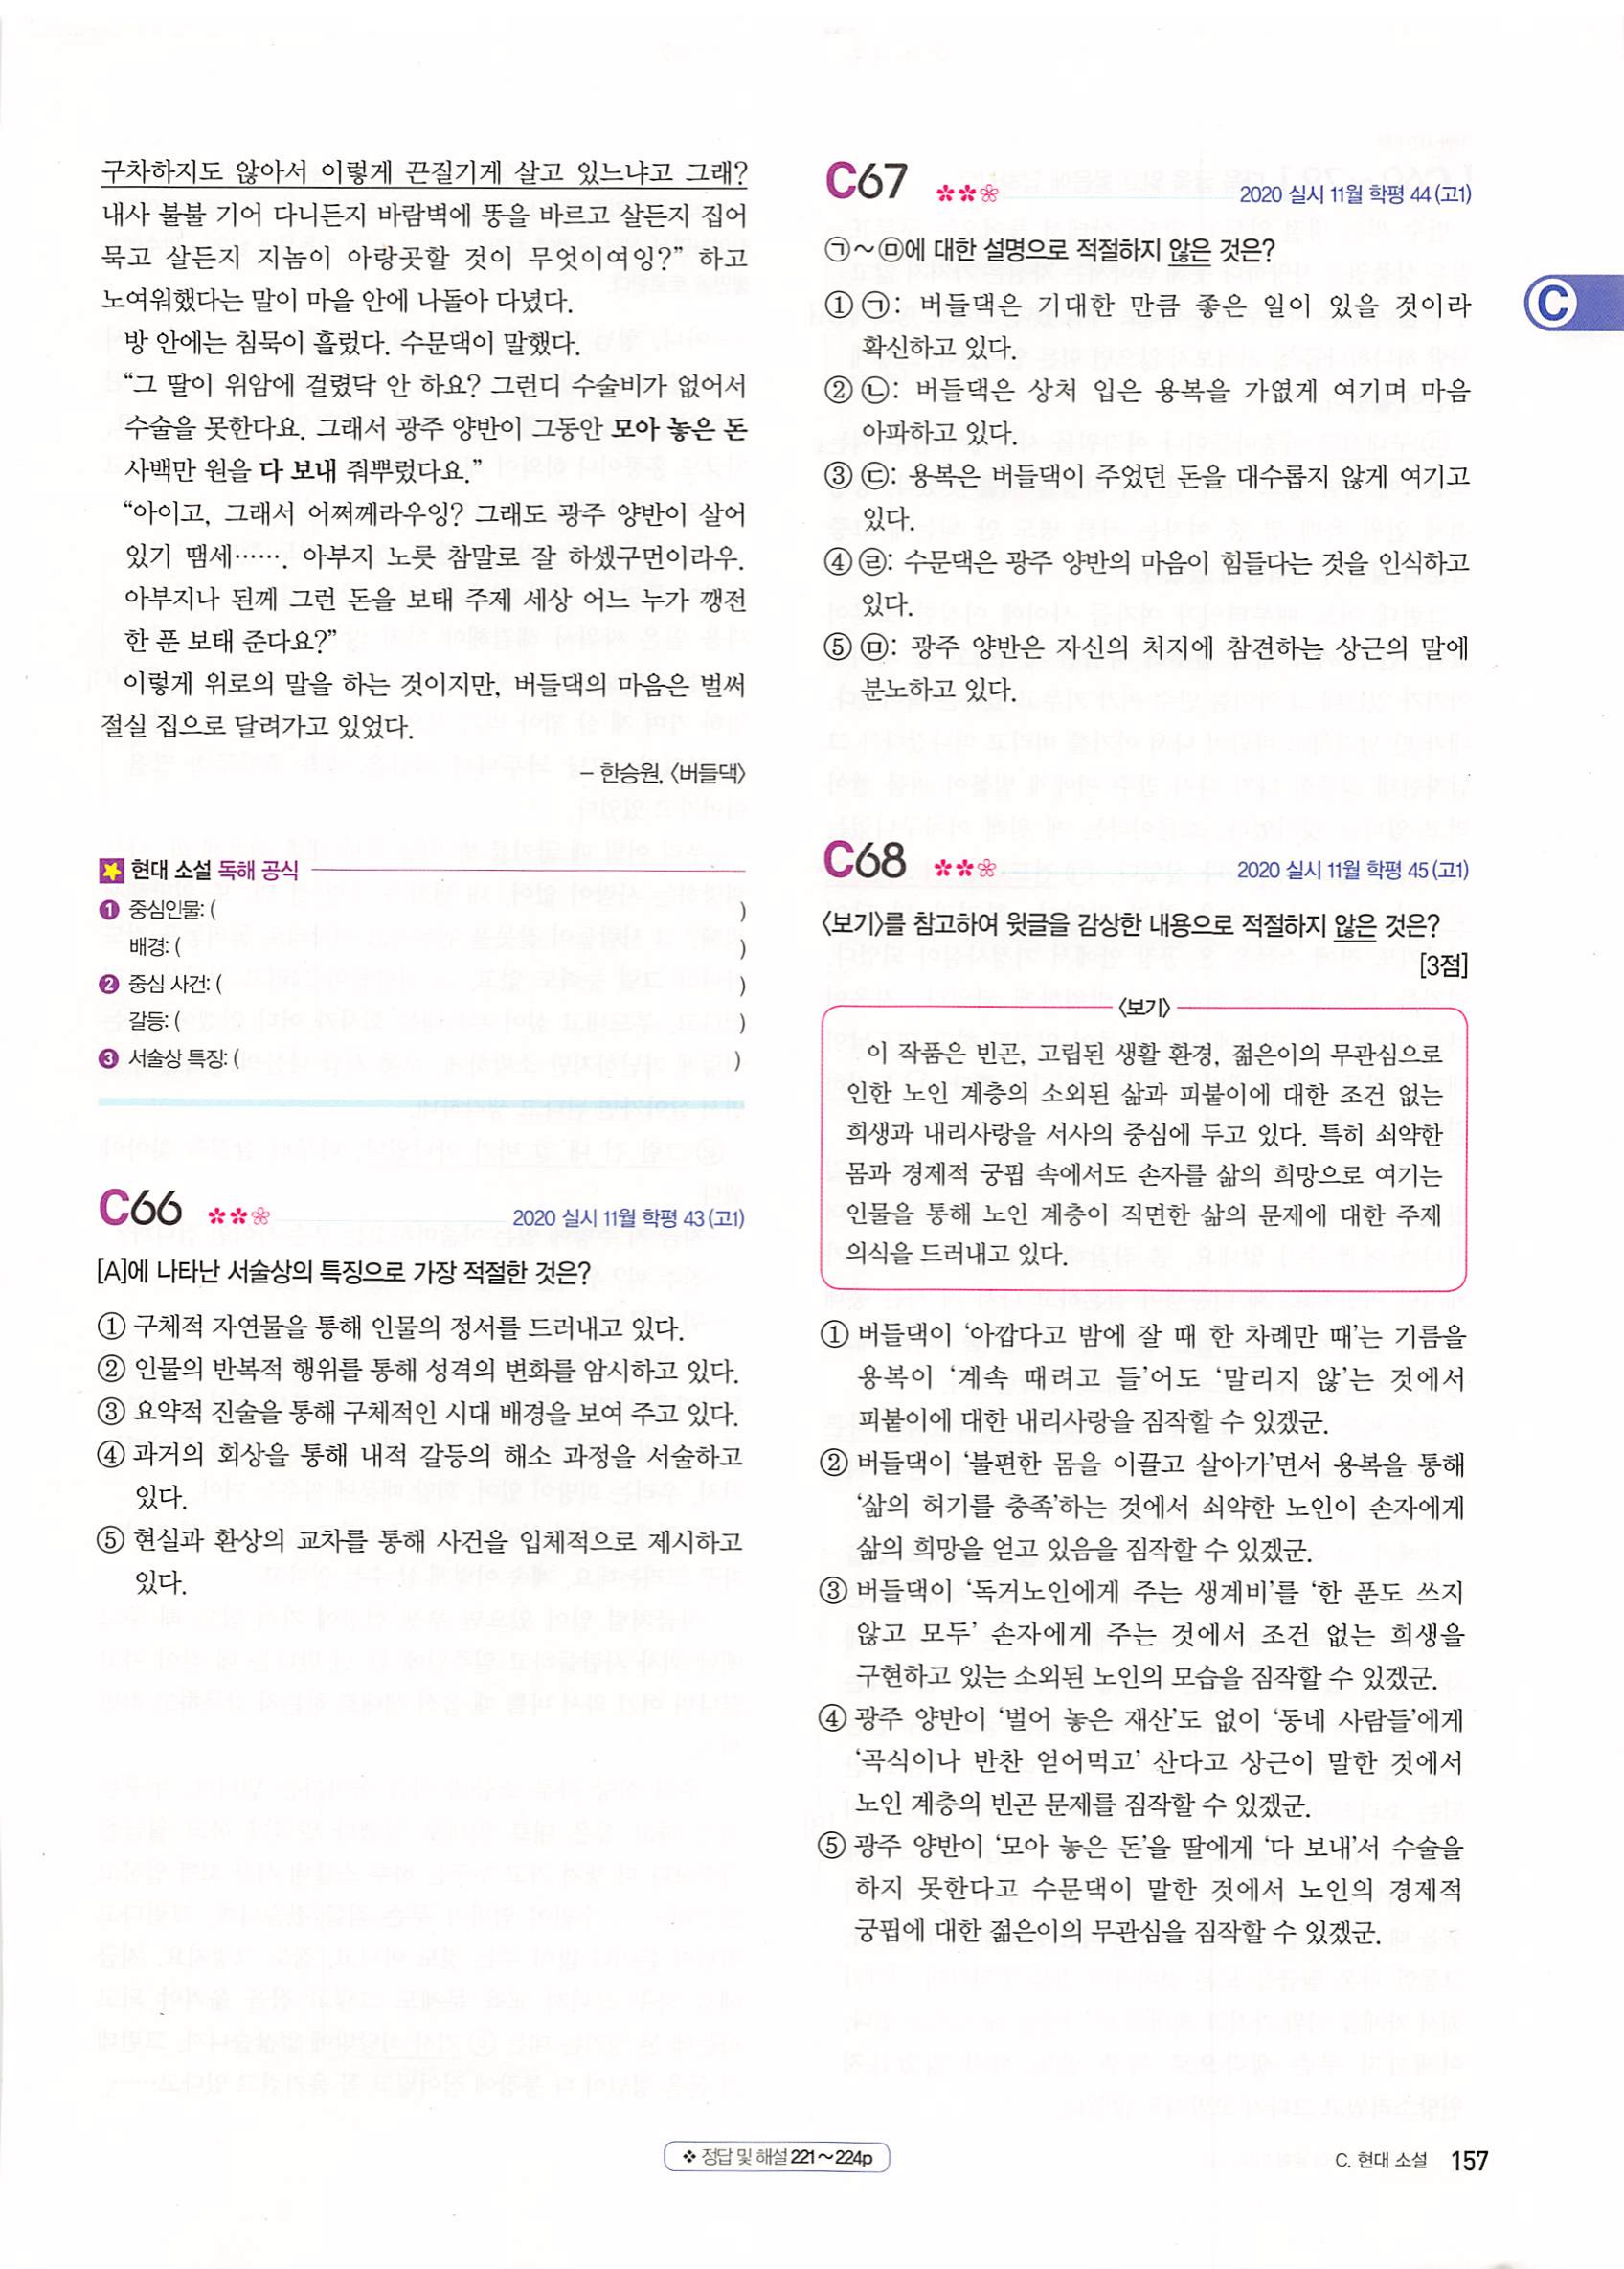 구차하지도 않아서 이렇게 끈질기게 살고 있느냐고 그래?
내사 불불 기어 다니든지 바람벽에 똥을 바르고 살든지 집어
묵고 살든지 지놈이 아랑곳할 것이 무엇이여잉?” 하고
노여워했다는 말이 마을 안에 나돌아 다녔다.
방 안에는 침묵이 흘렀다. 수문댁이 말했다.
“그 딸이 위암에 걸렸닥 안 하요? 그런디 수술비가 없어서
수술을 못한다요. 그래서 광주 양반이 그동안 모아 놓은 돈
사백만 원을 다 보내 줘뿌렀다요.”
“아이고, 그래서 어쩌께라우잉? 그래도 광주 양반이 살어
있기 땜세……. 아부지 노릇 참말로 잘 하셨구먼이라우.
아부지나 된께 그런 돈을 보태 주제 세상 어느 누가 깽전
한 푼 보태 준다요?”
이렇게 위로의 말을 하는 것이지만, 버들댁의 마음은 벌써
절실 집으로 달려가고 있었다.
– 한승원, 〈버들댁〉
현대 소설 독해 공식
❶ 중심인물: ( )
배경: ( )
❷ 중심 사건: ( )
갈등: ( )
❸ 서술상 특징: ( )
C66 2020 실시 11월 학평 43 (고1)
[A]에 나타난 서술상의 특징으로 가장 적절한 것은?
① 구체적 자연물을 통해 인물의 정서를 드러내고 있다.
② 인물의 반복적 행위를 통해 성격의 변화를 암시하고 있다.
③ 요약적 진술을 통해 구체적인 시대 배경을 보여 주고 있다.
④ 과거의 회상을 통해 내적 갈등의 해소 과정을 서술하고
있다.
⑤ 현실과 환상의 교차를 통해 사건을 입체적으로 제시하고
있다.
C67 2020 실시 11월 학평 44 (고1)
㉠～㉤에 대한 설명으로 적절하지 않은 것은?
① ㉠: 버들댁은 기대한 만큼 좋은 일이 있을 것이라
확신하고 있다.
② ㉡: 버들댁은 상처 입은 용복을 가엾게 여기며 마음
아파하고 있다.
③ ㉢: 용복은 버들댁이 주었던 돈을 대수롭지 않게 여기고
있다.
④ ㉣: 수문댁은 광주 양반의 마음이 힘들다는 것을 인식하고
있다.
⑤ ㉤: 광주 양반은 자신의 처지에 참견하는 상근의 말에
분노하고 있다.
C
C68 2020 실시 11월 학평 45 (고1)
〈보기〉를 참고하여 윗글을 감상한 내용으로 적절하지 않은 것은?
[3점]
〈보기〉
이 작품은 빈곤, 고립된 생활 환경, 젊은이의 무관심으로
인한 노인 계층의 소외된 삶과 피붙이에 대한 조건 없는
희생과 내리사랑을 서사의 중심에 두고 있다. 특히 쇠약한
몸과 경제적 궁핍 속에서도 손자를 삶의 희망으로 여기는
인물을 통해 노인 계층이 직면한 삶의 문제에 대한 주제
의식을 드러내고 있다.
① 버들댁이 ‘아깝다고 밤에 잘 때 한 차례만 때’는 기름을
용복이 ‘계속 때려고 들’어도 ‘말리지 않’는 것에서
피붙이에 대한 내리사랑을 짐작할 수 있겠군.
② 버들댁이 ‘불편한 몸을 이끌고 살아가’면서 용복을 통해
‘삶의 허기를 충족’하는 것에서 쇠약한 노인이 손자에게
삶의 희망을 얻고 있음을 짐작할 수 있겠군.
③ 버들댁이 ‘독거노인에게 주는 생계비’를 ‘한 푼도 쓰지
않고 모두’ 손자에게 주는 것에서 조건 없는 희생을
구현하고 있는 소외된 노인의 모습을 짐작할 수 있겠군.
④ 광주 양반이 ‘벌어 놓은 재산’도 없이 ‘동네 사람들’에게
‘곡식이나 반찬 얻어먹고’ 산다고 상근이 말한 것에서
노인 계층의 빈곤 문제를 짐작할 수 있겠군.
⑤ 광주 양반이 ‘모아 놓은 돈’을 딸에게 ‘다 보내’서 수술을
하지 못한다고 수문댁이 말한 것에서 노인의 경제적
궁핍에 대한 젊은이의 무관심을 짐작할 수 있겠군.
❖ 정답 및 해설 221～224p
C. 현대 소설 157